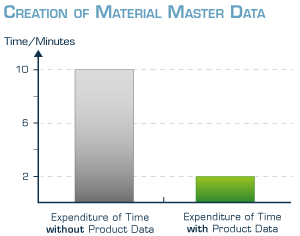 Creation of Material Master Data
Time/Minutes
10
6
2
Expenditure of Time
without Product Data
Expenditure of Time
with Product Data